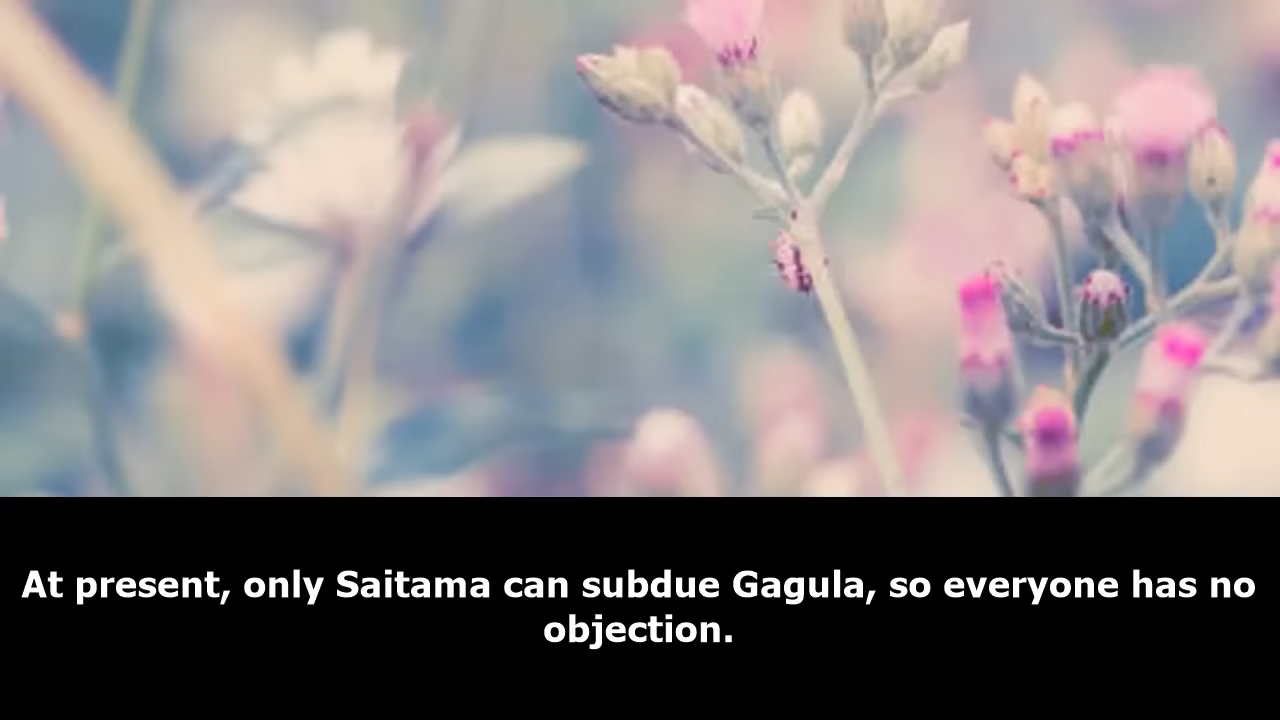 At present, only Saitama can subdue Gagula, so everyone has no
objection.